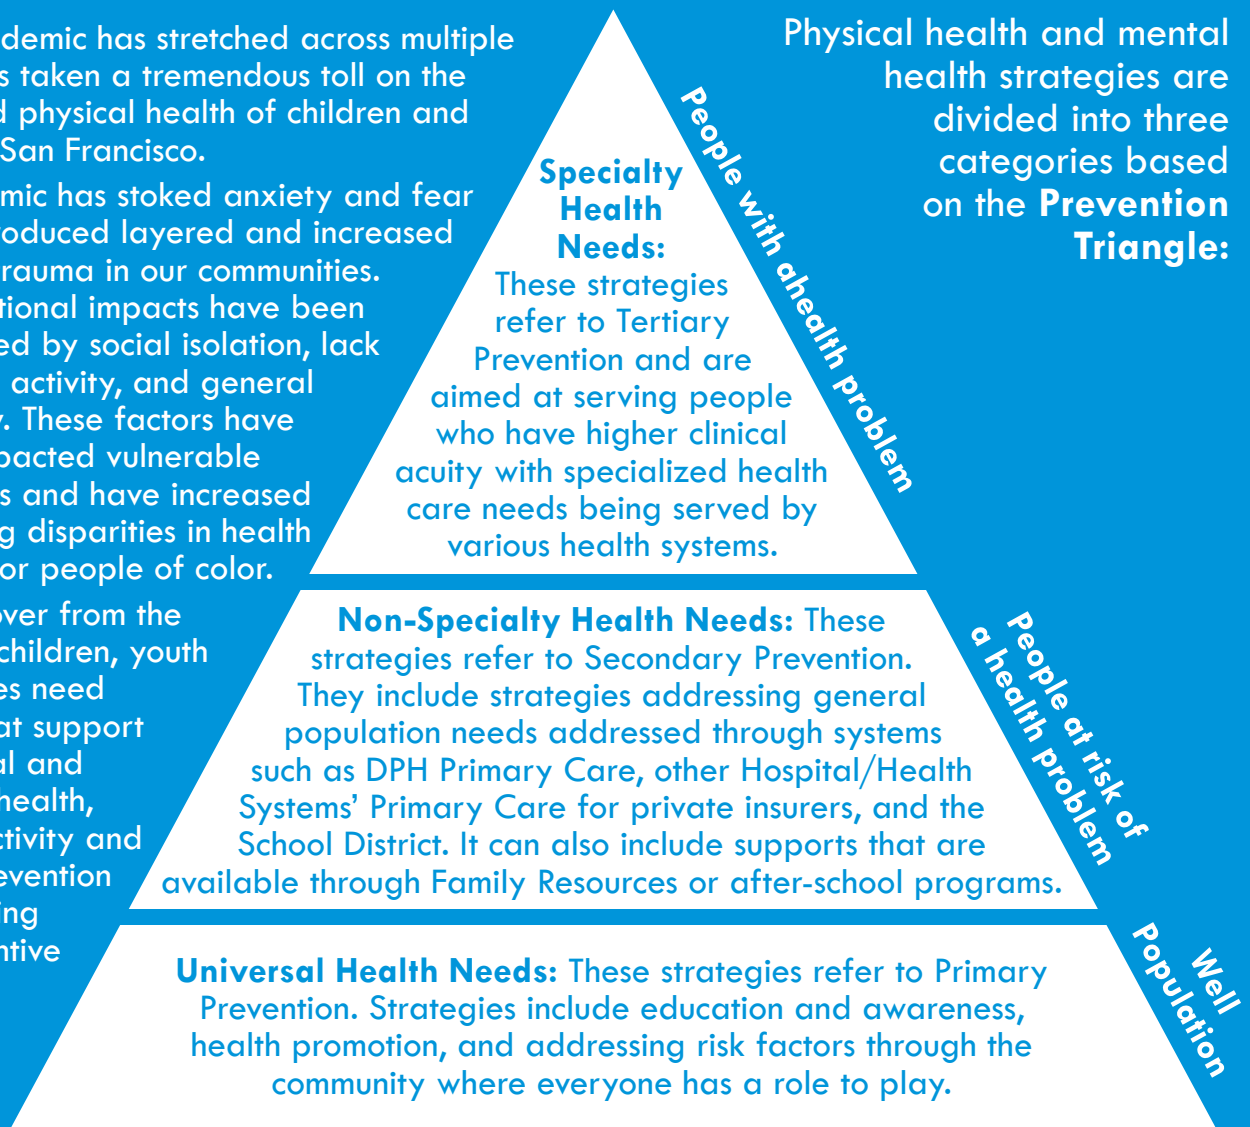 demic has stretched across multiple
s taken a tremendous toll on the
d physical health of children and
San Francisco.
mic has stoked anxiety and fear
roduced layered and increased
rauma in our communities.
tional impacts have been
ed by social isolation, lack
activity, and general
y. These factors have
pacted vulnerable
s and have increased
g disparities in health
or people of color.
over from the
children, youth
es need
at support
al and
health,
ctivity and
evention
ing
ntive
Physical health and mental
health strategies are
divided into three
categories based
on the Prevention
Triangle:
Specialty
Health
Needs:
These strategies
refer to Tertiary
Prevention and are
aimed at serving people
who have higher clinical
acuity with specialized health
care needs being served by
various health systems.
People with ahealth problem
Non-Specialty Health Needs: These
strategies refer to Secondary Prevention.
They include strategies addressing general
population needs addressed through systems
such as DPH Primary Care, other Hospital/Health
Systems’ Primary Care for private insurers, and the
School District. It can also include supports that are
available through Family Resources or after-school programs.
People at risk of
a health problem
Universal Health Needs: These strategies refer to Primary
Prevention. Strategies include education and awareness,
health promotion, and addressing risk factors through the
community where everyone has a role to play.
Well
Population